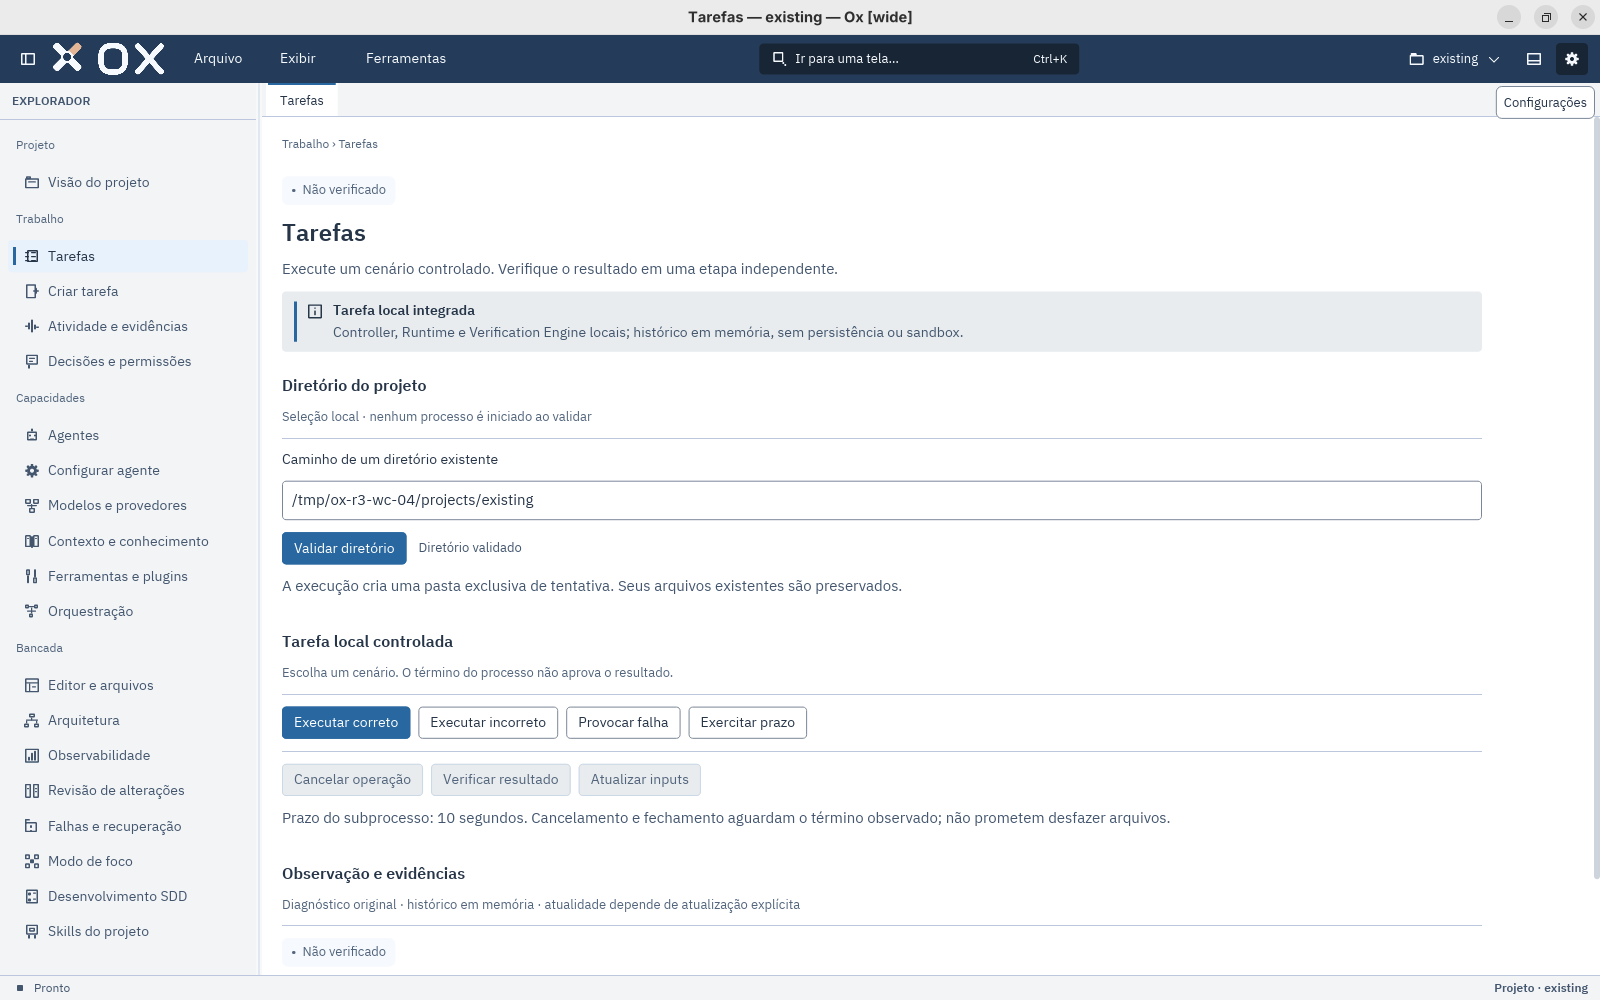 Tarefas — existing — Ox [wide]
OX Arquivo Exibir Ferramentas Ir para uma tela... Ctrl+K existing
EXPLORADOR
Tarefas
Configurações
Projeto
Visão do projeto
Trabalho
Tarefas
Criar tarefa
Atividade e evidências
Decisões e permissões
Capacidades
Agentes
Configurar agente
Modelos e provedores
Contexto e conhecimento
Ferramentas e plugins
Orquestração
Bancada
Editor e arquivos
Arquitetura
Observabilidade
Revisão de alterações
Falhas e recuperação
Modo de foco
Desenvolvimento SDD
Skills do projeto
Trabalho › Tarefas
• Não verificado
Tarefas
Execute um cenário controlado. Verifique o resultado em uma etapa independente.
Tarefa local integrada
Controller, Runtime e Verification Engine locais; histórico em memória, sem persistência ou sandbox.
Diretório do projeto
Seleção local · nenhum processo é iniciado ao validar
Caminho de um diretório existente
/tmp/ox-r3-wc-04/projects/existing
Validar diretório Diretório validado
A execução cria uma pasta exclusiva de tentativa. Seus arquivos existentes são preservados.
Tarefa local controlada
Escolha um cenário. O término do processo não aprova o resultado.
Executar correto Executar incorreto Provocar falha Exercitar prazo
Cancelar operação Verificar resultado Atualizar inputs
Prazo do subprocesso: 10 segundos. Cancelamento e fechamento aguardam o término observado; não prometem desfazer arquivos.
Observação e evidências
Diagnóstico original · histórico em memória · atualidade depende de atualização explícita
• Não verificado
Pronto
Projeto · existing